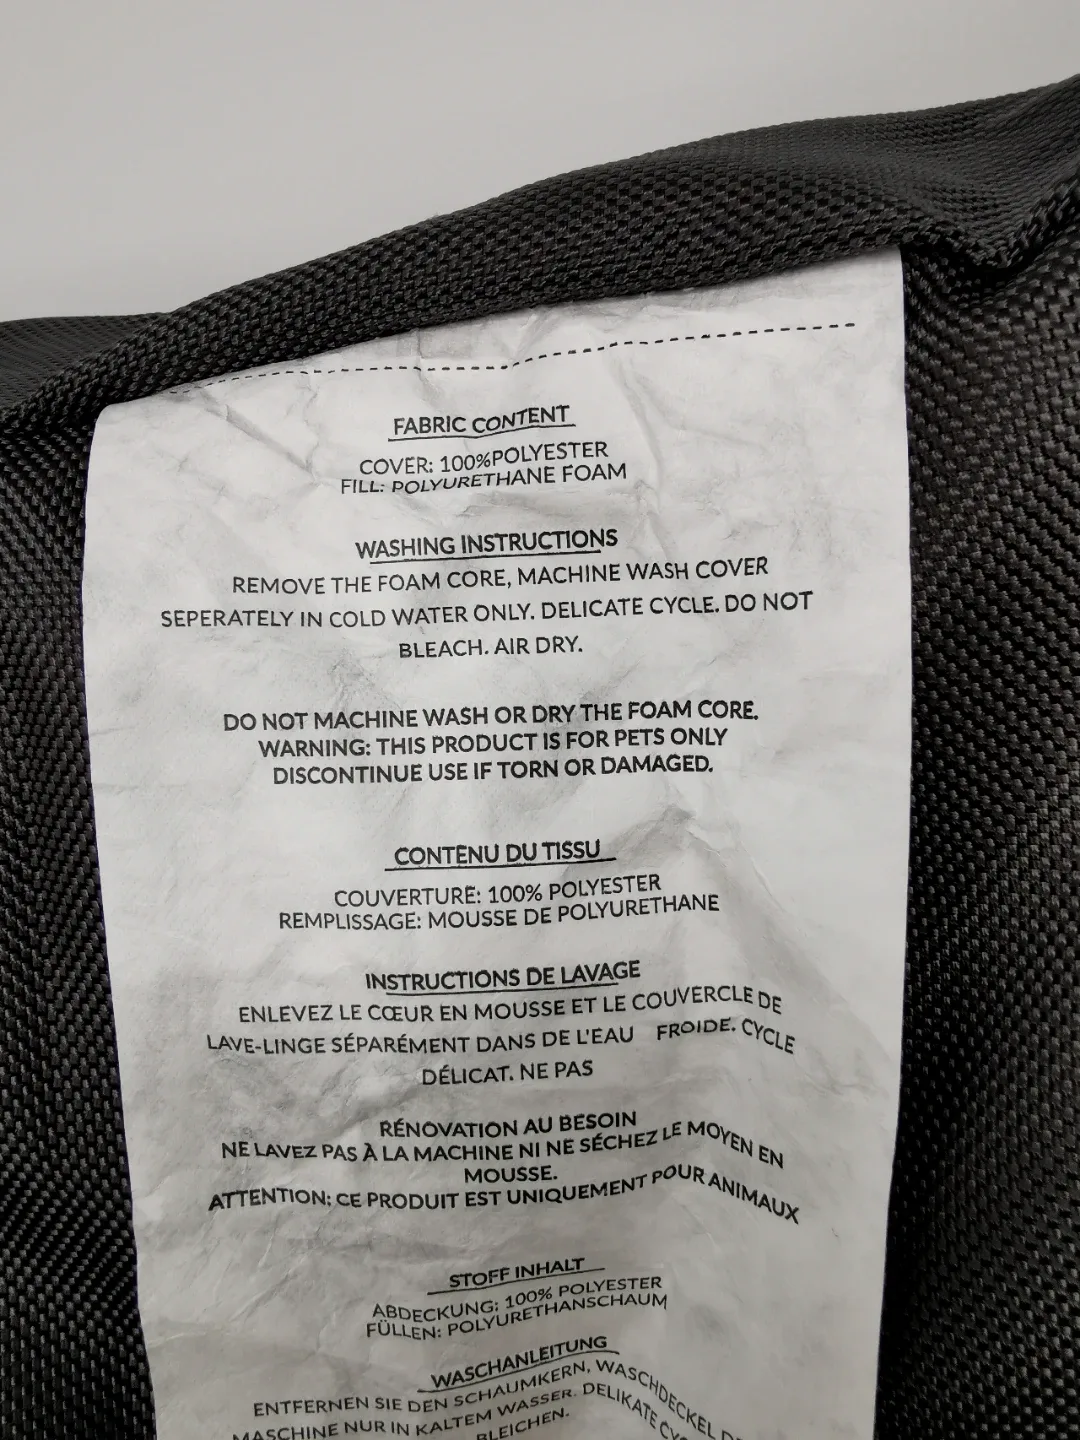 FABRIC CONTENT
COVER: 100%POLYESTER
FILL: POLYURETHANE FOAM
WASHING INSTRUCTIONS
REMOVE THE FOAM CORE, MACHINE WASH COVER
SEPERATELY IN COLD WATER ONLY. DELICATE CYCLE. DO NOT
BLEACH. AIR DRY.
DO NOT MACHINE WASH OR DRY THE FOAM CORE.
WARNING: THIS PRODUCT IS FOR PETS ONLY
DISCONTINUE USE IF TORN OR DAMAGED.
CONTENU DU TISSU
COUVERTURE: 100% POLYESTER
REMPLISSAGE: MOUSSE DE POLYURETHANE
INSTRUCTIONS DE LAVAGE
ENLEVEZ LE CŒUR EN MOUSSE ET LE COUVERCLE DE
LAVE-LINGE SÉPARÉMENT DANS DE L'EAU FROIDE. CYCLE
DÉLICAT. NE PAS
RÉNOVATION AU BESOIN
NE LAVEZ PAS À LA MACHINE NI NE SÉCHEZ LE MOYEN EN
MOUSSE.
ATTENTION: CE PRODUIT EST UNIQUEMENT POUR ANIMAUX
STOFF INHALT
ABDECKUNG: 100% POLYESTER
FÜLLEN: POLYURETHANSCHAUM
WASCHANLEITUNG
ENTFERNEN SIE DEN SCHAUMKERN, WASCHDECKEL
MASCHINE NUR IN KALTEM WASSER. DELIKATE
BLEICHEN.